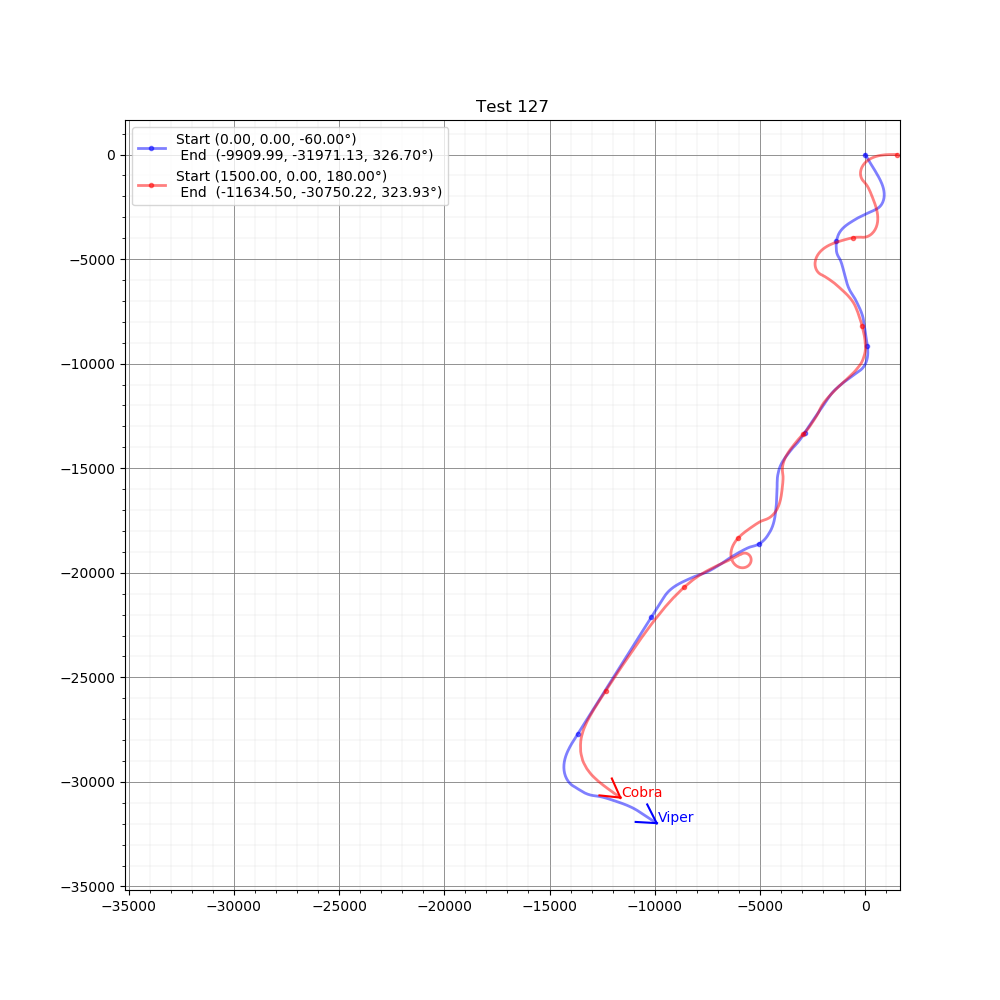 Test 127
Start (0.00, 0.00, -60.00°)
End (-9909.99, -31971.13, 326.70°)
Start (1500.00, 0.00, 180.00°)
End (-11634.50, -30750.22, 323.93°)
0
−5000
−10000
−15000
−20000
−25000
−30000
−35000
Cobra
Viper
−35000 −30000 −25000 −20000 −15000 −10000 −5000 0